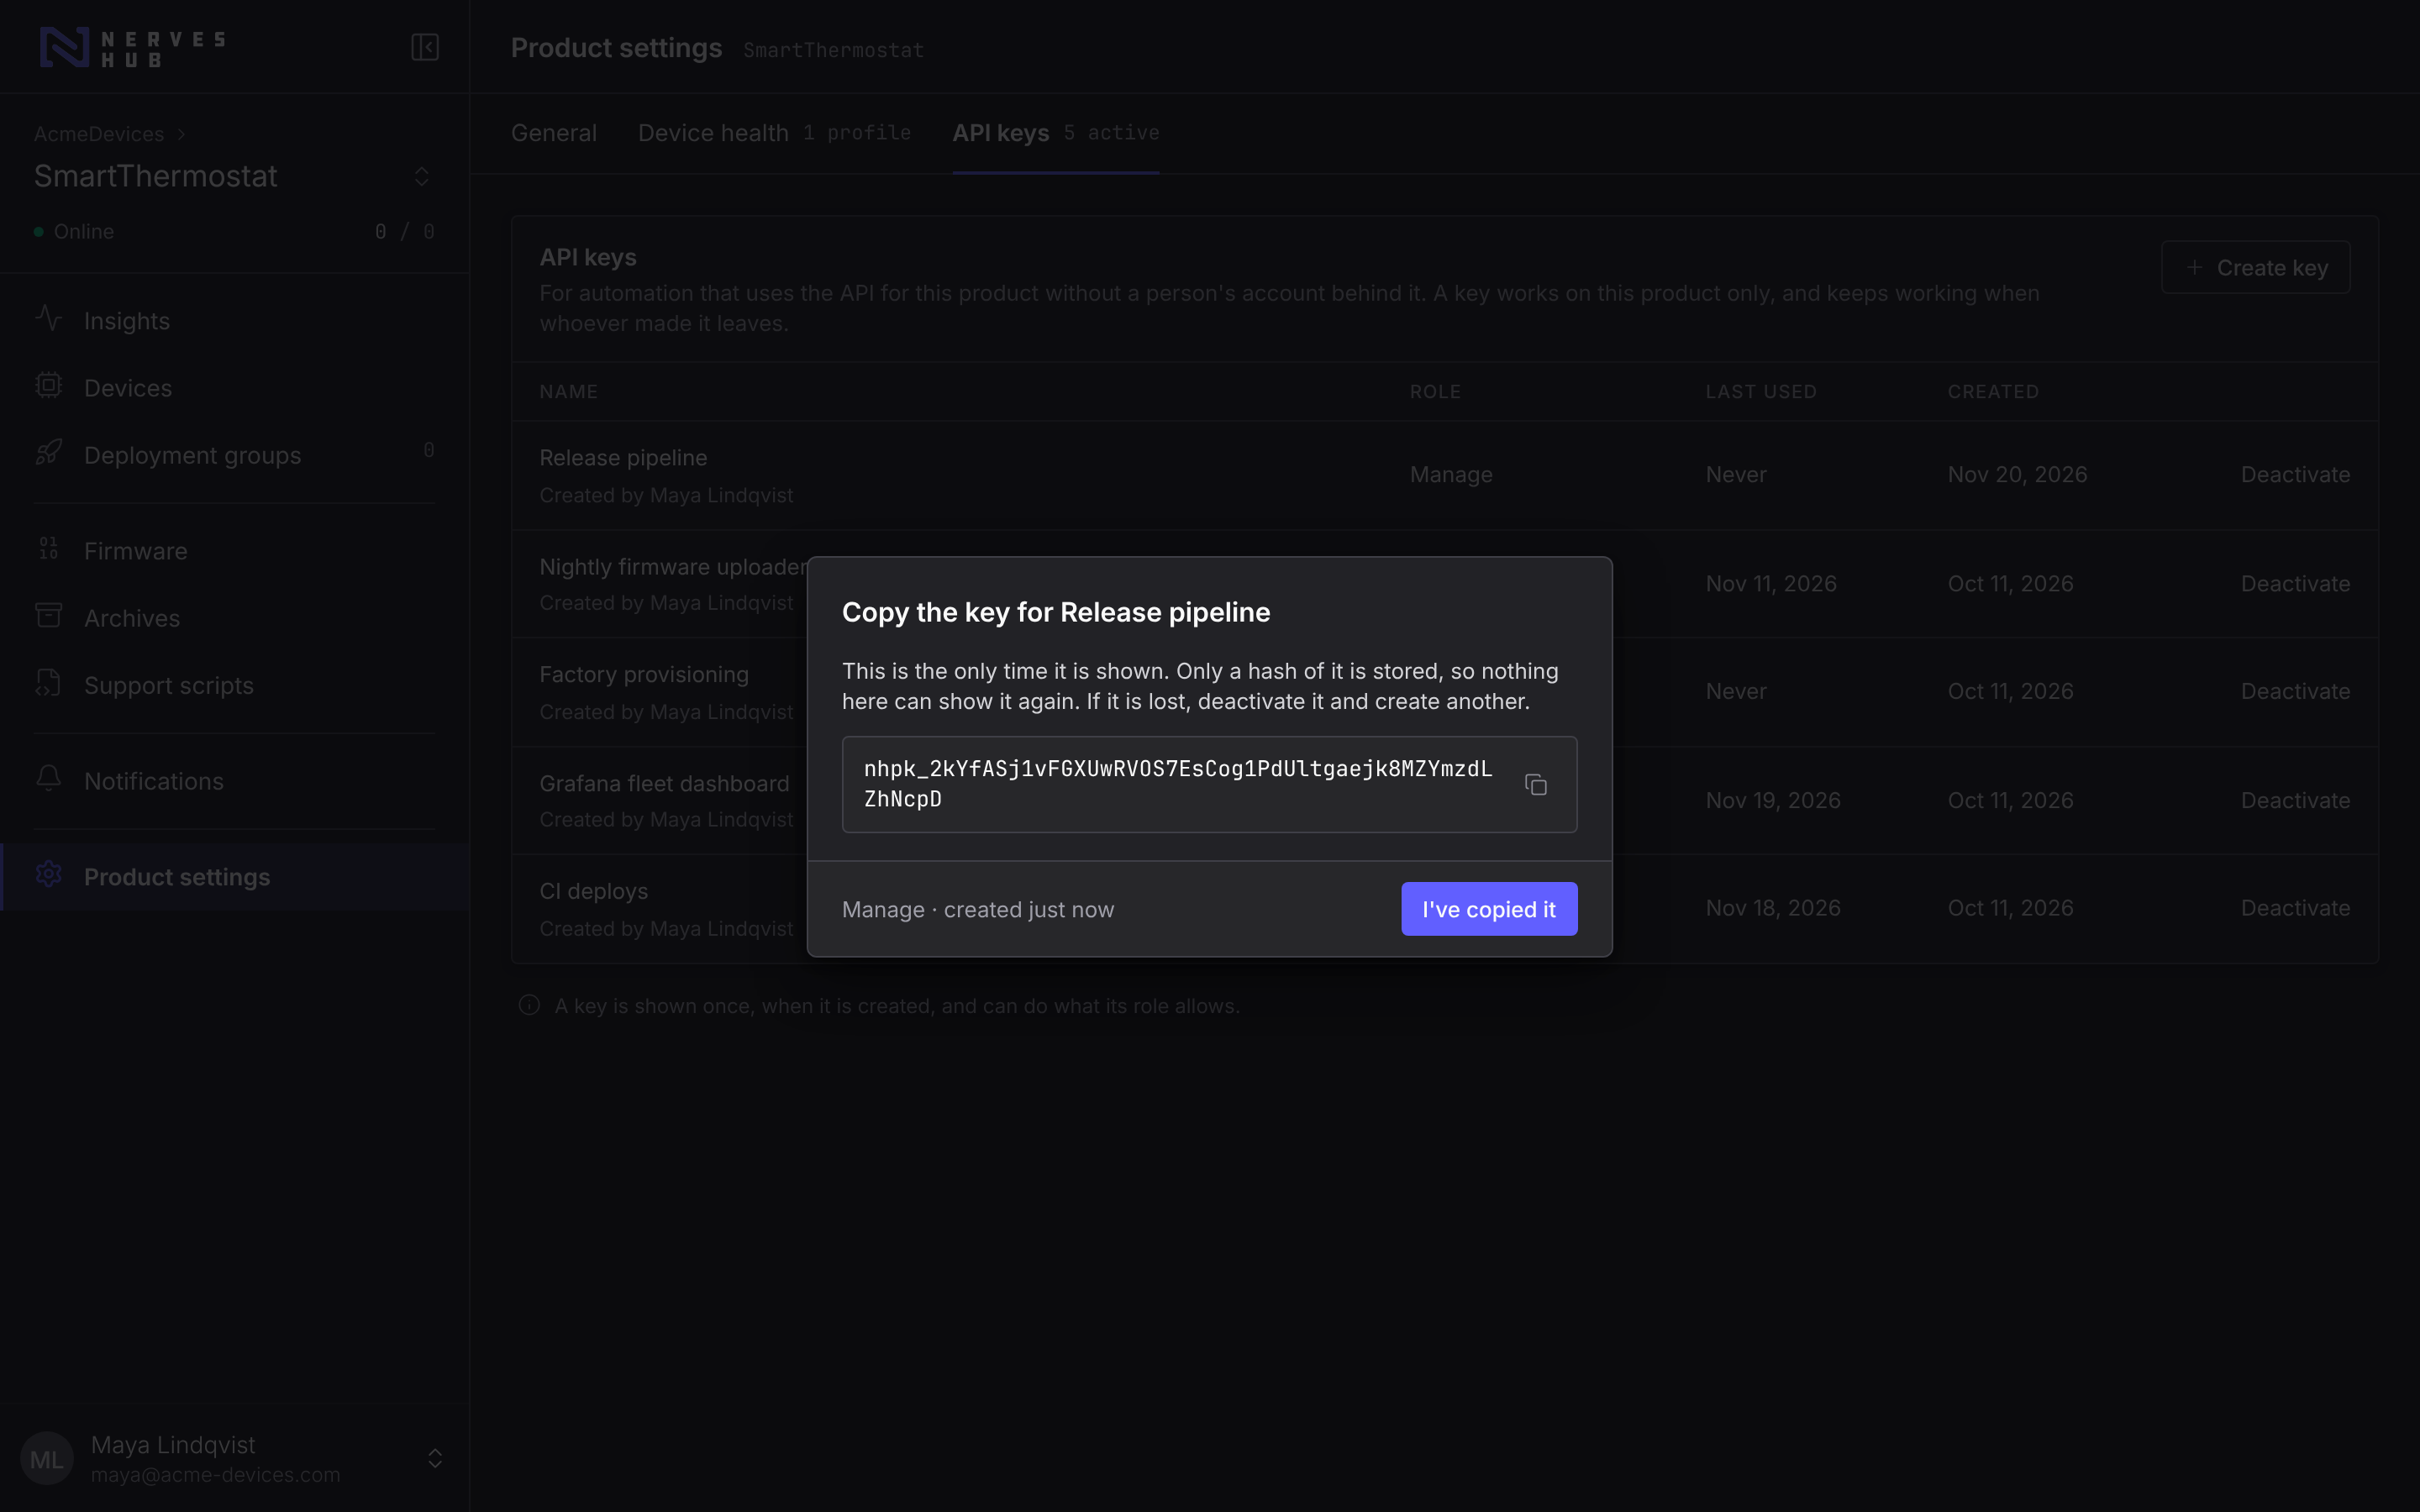 NERVES
HUB
AcmeDevices
SmartThermostat
Online 0 / 0
Insights
Devices
Deployment groups 0
Firmware
Archives
Support scripts
Notifications
Product settings
ML
Maya Lindqvist
maya@acme-devices.com
Product settings SmartThermostat
General Device health 1 profile API keys 5 active
API keys
Create key
For automation that uses the API for this product without a person's account behind it. A key works on this product only, and keeps working when
whoever made it leaves.
NAME ROLE LAST USED CREATED
Release pipeline
Created by Maya Lindqvist
Manage Never Nov 20, 2026 Deactivate
Nightly firmware uploader
Created by Maya Lindqvist
Nov 11, 2026 Oct 11, 2026 Deactivate
Factory provisioning
Created by Maya Lindqvist
Never Oct 11, 2026 Deactivate
Grafana fleet dashboard
Created by Maya Lindqvist
Nov 19, 2026 Oct 11, 2026 Deactivate
CI deploys
Created by Maya Lindqvist
Nov 18, 2026 Oct 11, 2026 Deactivate
A key is shown once, when it is created, and can do what its role allows.
Copy the key for Release pipeline
This is the only time it is shown. Only a hash of it is stored, so nothing
here can show it again. If it is lost, deactivate it and create another.
nhpk_2kYfASj1vFGXUwRVOS7EsCog1PdUltgaejk8MZYmzdL
ZhNcpD
Manage · created just now
I've copied it